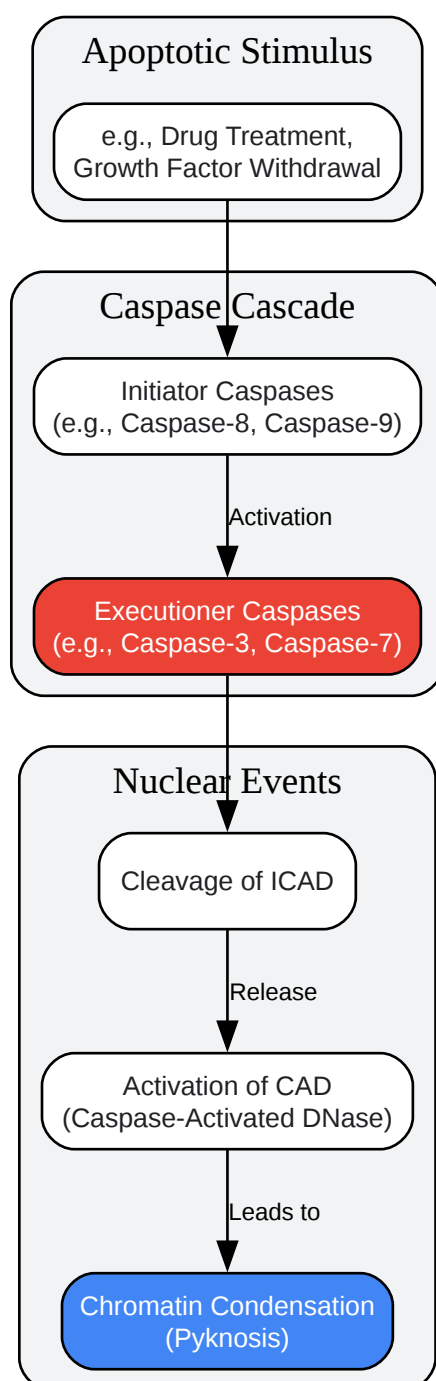 Apoptotic Stimulus
e.g., Drug Treatment,
Growth Factor Withdrawal
Caspase Cascade
Initiator Caspases
(e.g., Caspase-8, Caspase-9)
Activation
Executioner Caspases
(e.g., Caspase-3, Caspase-7)
Nuclear Events
Cleavage of ICAD
Release
Activation of CAD
(Caspase-Activated DNase)
Leads to
Chromatin Condensation
(Pyknosis)